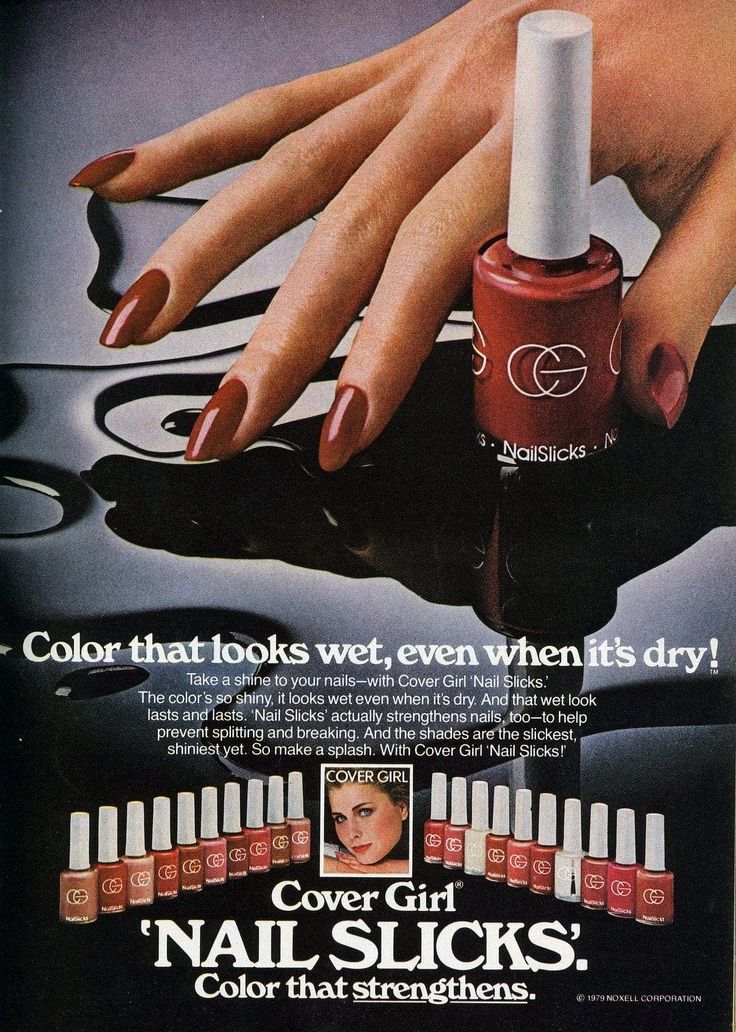 CG
· NailSlicks ·
Color that looks wet, even when it's dry!™
Take a shine to your nails—with Cover Girl 'Nail Slicks.'
The color's so shiny, it looks wet even when it's dry. And that wet look
lasts and lasts. 'Nail Slicks' actually strengthens nails, too—to help
prevent splitting and breaking. And the shades are the slickest,
shiniest yet. So make a splash. With Cover Girl 'Nail Slicks!'
COVER GIRL
Cover Girl®
'NAIL SLICKS'.
Color that strengthens.
© 1979 NOXELL CORPORATION